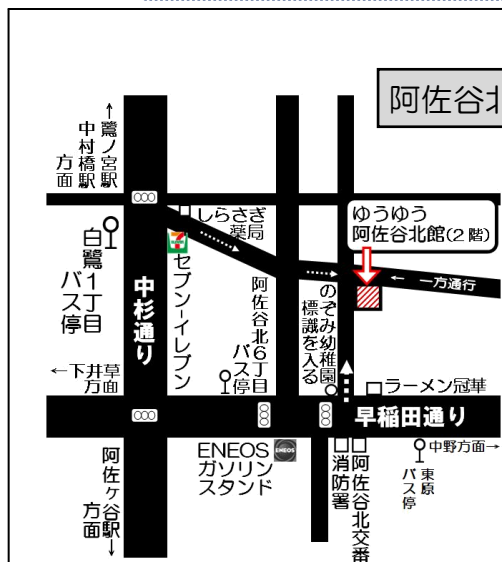 阿佐谷北
↑鷺ノ宮駅
中村橋駅
方面
しらさぎ
薬局
ゆうゆう
阿佐谷北館(2階)
白鷺1丁目
バス停
中杉通り
セブン-イレブン
阿佐谷北6丁目
バス停
のぞみ幼稚園
標識を入る
← 一方通行
←下井草
方面
ラーメン冠華
早稲田通り
ENEOS
ガソリン
スタンド
ENEOS
消防署
阿佐谷北交番
東原
バス停
中野方面→
阿佐ヶ谷駅
方面↓